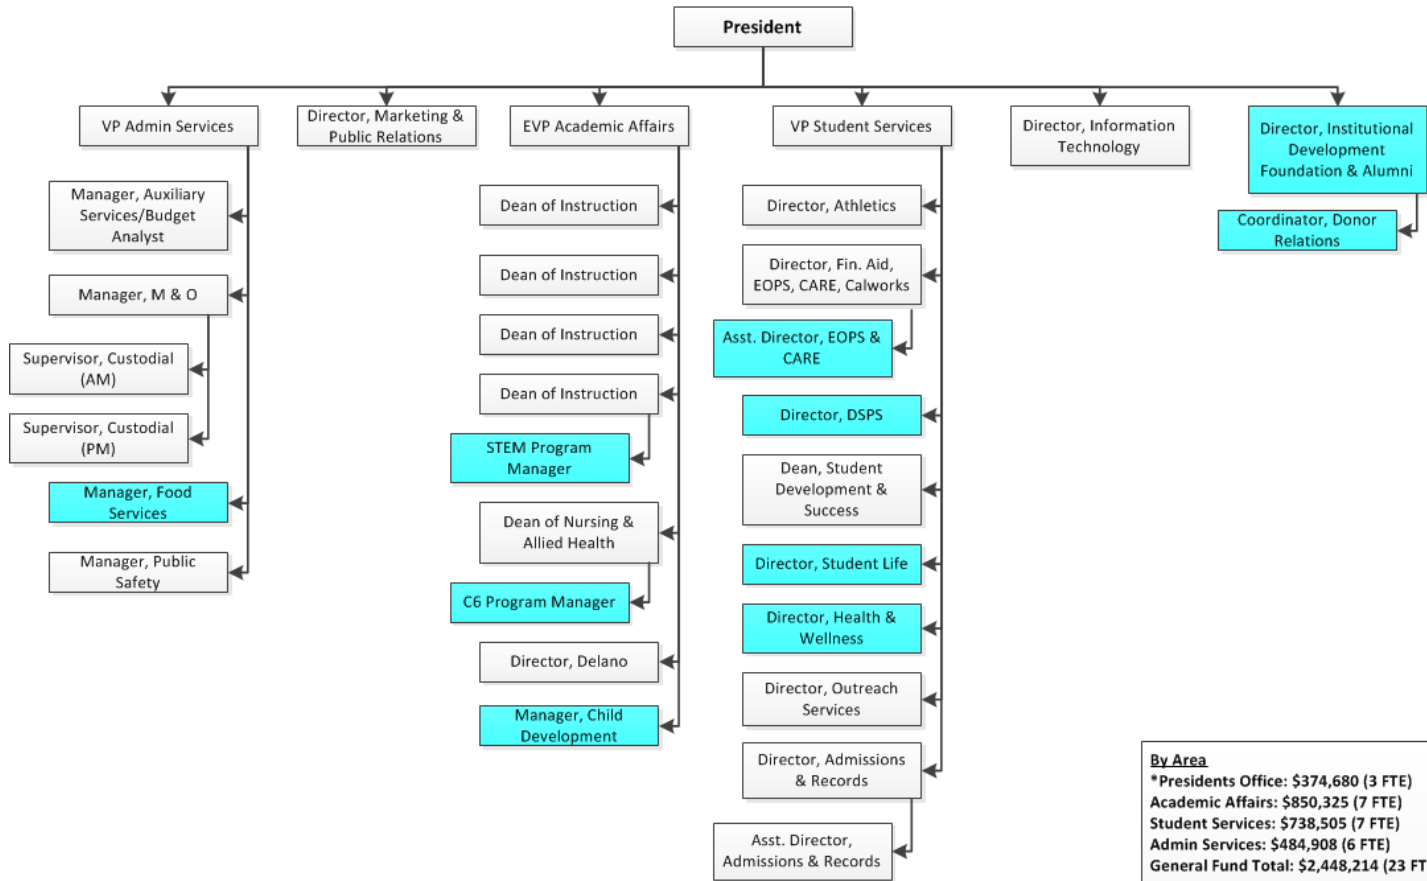 President
VP Admin Services
Director, Marketing &
Public Relations
EVP Academic Affairs
VP Student Services
Director, Information
Technology
Director, Institutional
Development
Foundation & Alumni
Manager, Auxiliary
Services/Budget
Analyst
Manager, M & O
Supervisor, Custodial
(AM)
Supervisor, Custodial
(PM)
Manager, Food
Services
Manager, Public
Safety
Dean of Instruction
Dean of Instruction
Dean of Instruction
Dean of Instruction
STEM Program
Manager
Dean of Nursing &
Allied Health
C6 Program Manager
Director, Delano
Manager, Child
Development
Director, Athletics
Director, Fin. Aid,
EOPS, CARE, Calworks
Asst. Director, EOPS &
CARE
Director, DSPS
Dean, Student
Development &
Success
Director, Student Life
Director, Health &
Wellness
Director, Outreach
Services
Director, Admissions
& Records
Asst. Director,
Admissions & Records
Coordinator, Donor
Relations
By Area
*Presidents Office: $374,680 (3 FTE)
Academic Affairs: $850,325 (7 FTE)
Student Services: $738,505 (7 FTE)
Admin Services: $484,908 (6 FTE)
General Fund Total: $2,448,214 (23 FT